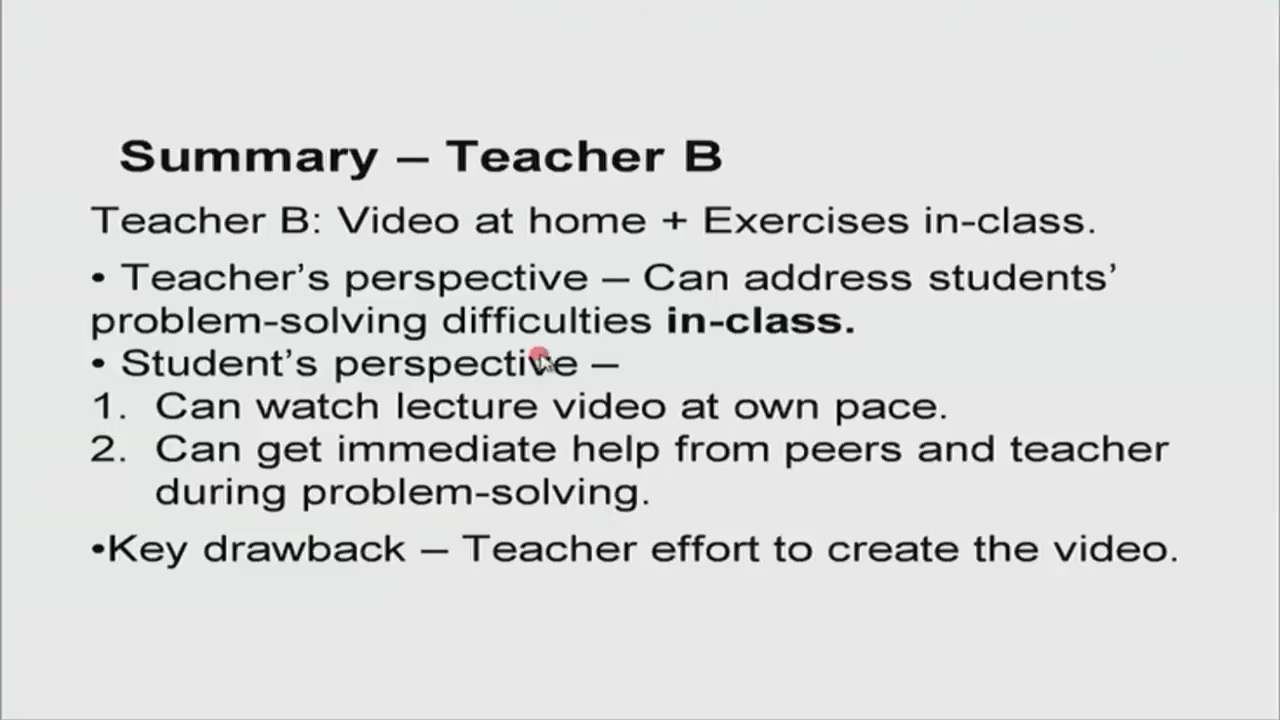 Summary – Teacher B
Teacher B: Video at home + Exercises in-class.
• Teacher’s perspective – Can address students’
problem-solving difficulties in-class.
• Student’s perspective –
1. Can watch lecture video at own pace.
2. Can get immediate help from peers and teacher
during problem-solving.
•Key drawback – Teacher effort to create the video.